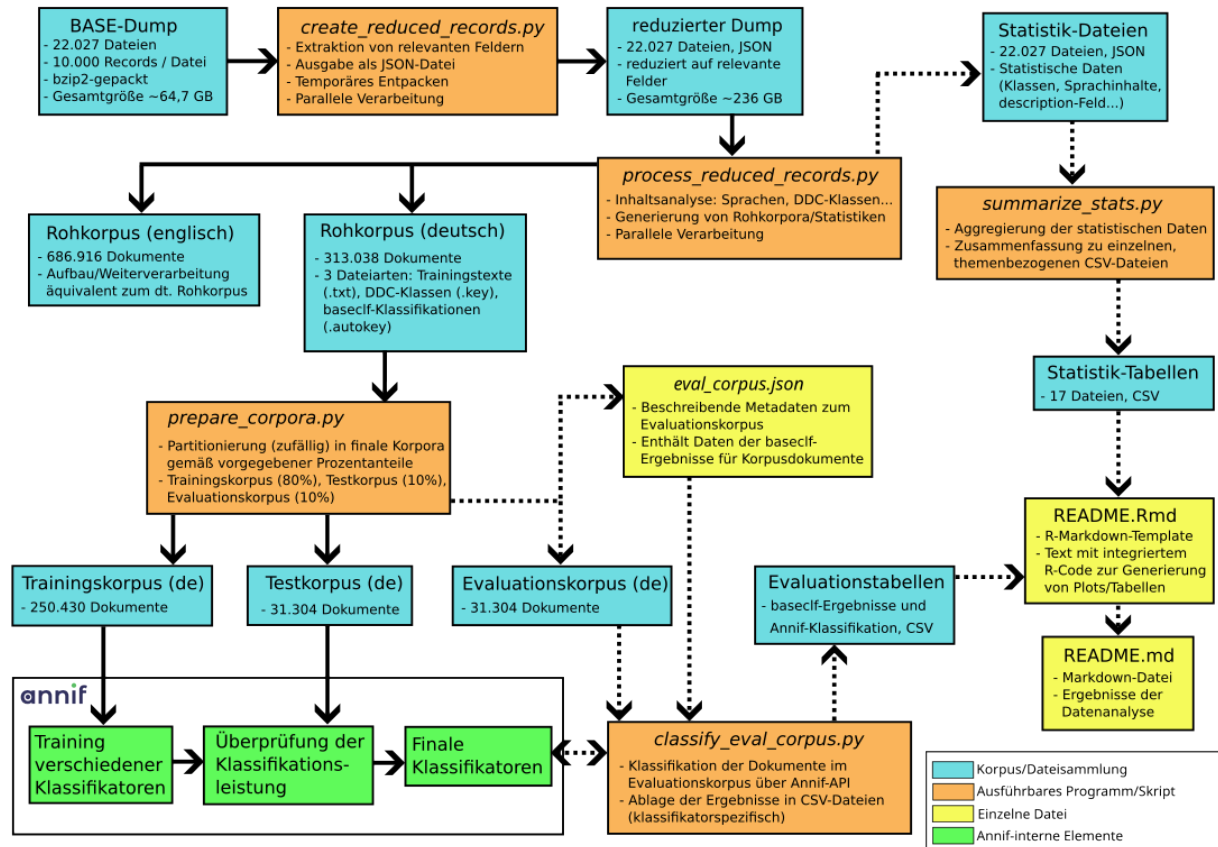 BASE-Dump
- 22.027 Dateien
- 10.000 Records / Datei
- bzip2-gepackt
- Gesamtgröße ~64,7 GB
create_reduced_records.py
- Extraktion von relevanten Feldern
- Ausgabe als JSON-Datei
- Temporäres Entpacken
- Parallele Verarbeitung
reduzierter Dump
- 22.027 Dateien, JSON
- reduziert auf relevante
Felder
- Gesamtgröße ~236 GB
Statistik-Dateien
- 22.027 Dateien, JSON
- Statistische Daten
(Klassen, Sprachinhalte,
description-Feld...)
process_reduced_records.py
- Inhaltsanalyse: Sprachen, DDC-Klassen...
- Generierung von Rohkorpora/Statistiken
- Parallele Verarbeitung
summarize_stats.py
- Aggregierung der statistischen Daten
- Zusammenfassung zu einzelnen,
themenbezogenen CSV-Dateien
Rohkorpus (englisch)
- 686.916 Dokumente
- Aufbau/Weiterverarbeitung
äquivalent zum dt. Rohkorpus
Rohkorpus (deutsch)
- 313.038 Dokumente
- 3 Dateiarten: Trainingstexte
(.txt), DDC-Klassen (.key),
baseclf-Klassifikationen
(.autokey)
Statistik-Tabellen
- 17 Dateien, CSV
eval_corpus.json
- Beschreibende Metadaten zum
Evaluationskorpus
- Enthält Daten der baseclf-
Ergebnisse für Korpusdokumente
prepare_corpora.py
- Partitionierung (zufällig) in finale Korpora
gemäß vorgegebener Prozentanteile
- Trainingskorpus (80%), Testkorpus (10%),
Evaluationskorpus (10%)
README.Rmd
- R-Markdown-Template
- Text mit integriertem
R-Code zur Generierung
von Plots/Tabellen
Trainingskorpus (de)
- 250.430 Dokumente
Testkorpus (de)
- 31.304 Dokumente
Evaluationskorpus (de)
- 31.304 Dokumente
Evaluationstabellen
- baseclf-Ergebnisse und
Annif-Klassifikation, CSV
README.md
- Markdown-Datei
- Ergebnisse der
Datenanalyse
annif
Training
verschiedener
Klassifikatoren
Überprüfung der
Klassifikations-
leistung
Finale
Klassifikatoren
classify_eval_corpus.py
- Klassifikation der Dokumente im
Evaluationskorpus über Annif-API
- Ablage der Ergebnisse in CSV-Dateien
(klassifikatorspezifisch)
Korpus/Dateisammlung
Ausführbares Programm/Skript
Einzelne Datei
Annif-interne Elemente